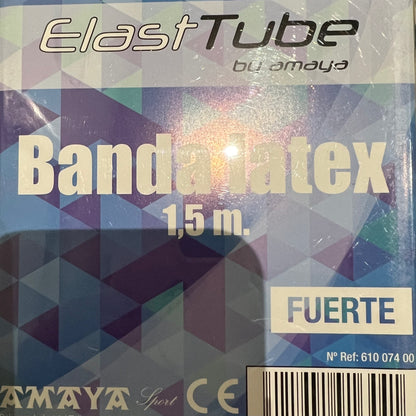 ElastTube
by amaya
Banda latex
1,5 m.
FUERTE
Nº Ref: 610 074 00
AMAYA Sport CE